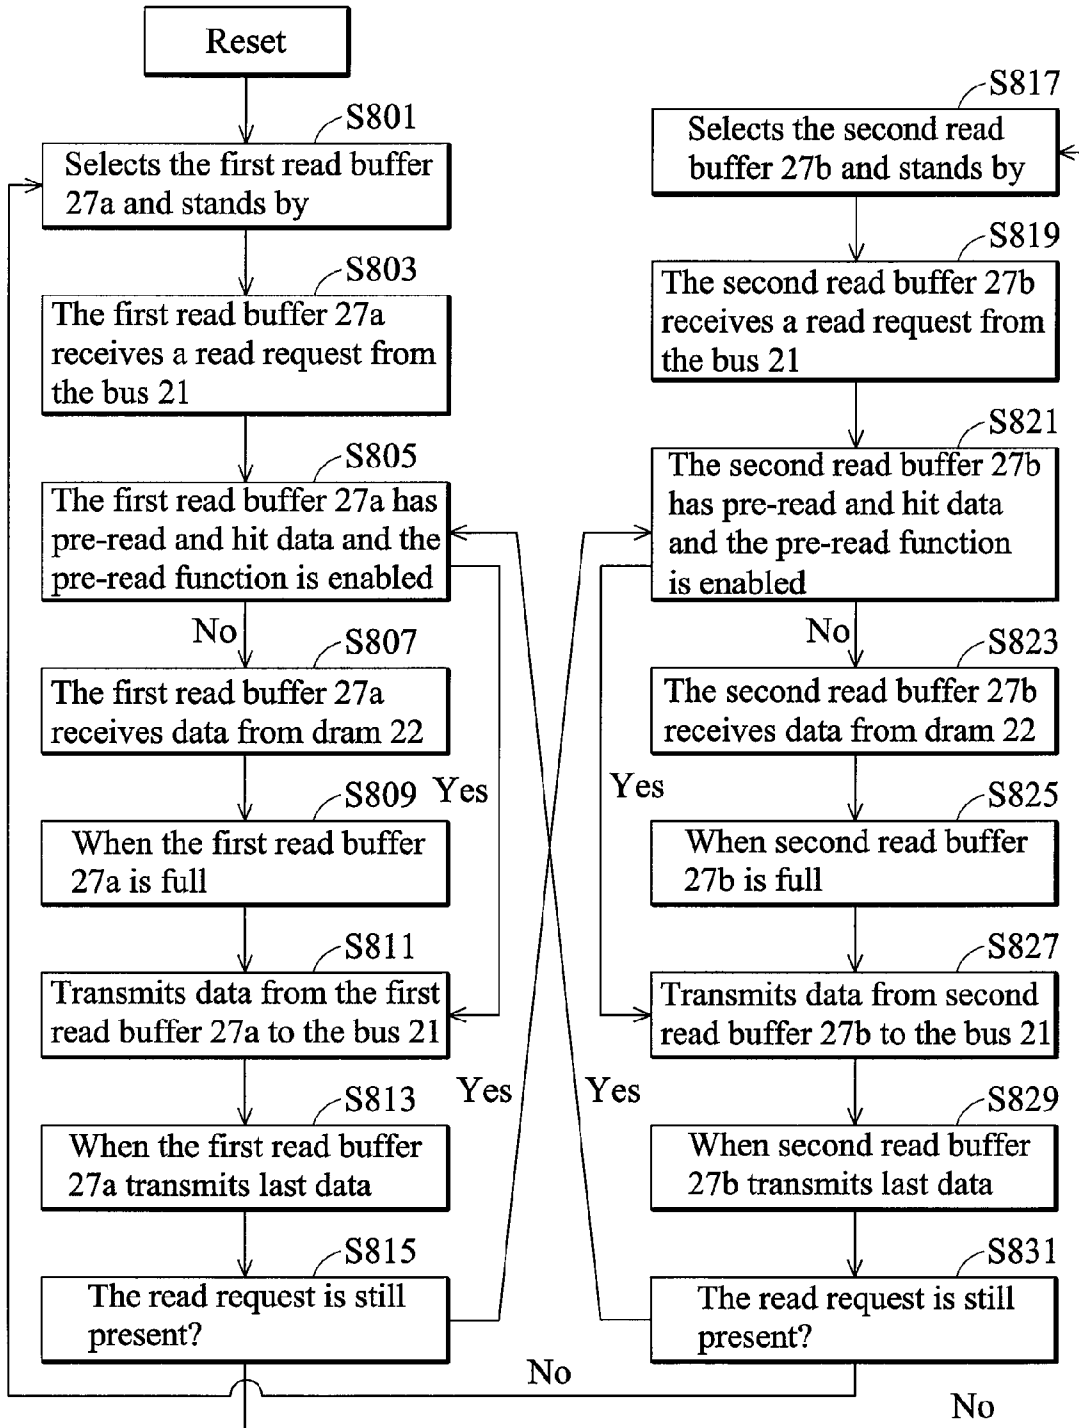 Reset
S801
Selects the first read buffer
27a and stands by
S803
The first read buffer 27a
receives a read request from
the bus 21
S805
The first read buffer 27a has
pre-read and hit data and the
pre-read function is enabled
No
S807
The first read buffer 27a
receives data from dram 22
Yes
S809
When the first read buffer
27a is full
S811
Transmits data from the first
read buffer 27a to the bus 21
Yes
S813
When the first read buffer
27a transmits last data
S815
The read request is still
present?
S817
Selects the second read
buffer 27b and stands by
S819
The second read buffer 27b
receives a read request from
the bus 21
S821
The second read buffer 27b
has pre-read and hit data
and the pre-read function
is enabled
No
S823
The second read buffer 27b
receives data from dram 22
Yes
S825
When second read buffer
27b is full
S827
Transmits data from second
read buffer 27b to the bus 21
Yes
S829
When second read buffer
27b transmits last data
S831
The read request is still
present?
No
No